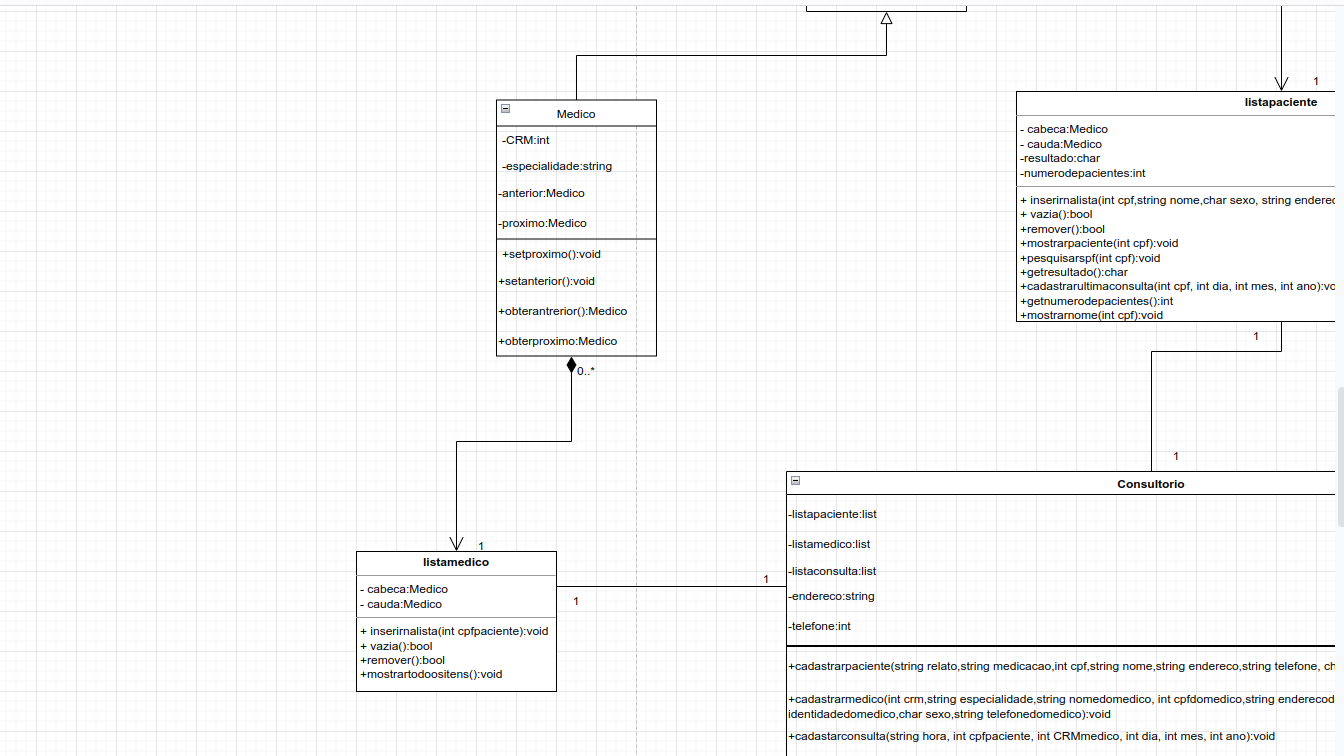 Medico
-CRM:int
-especialidade:string
-anterior:Medico
-proximo:Medico
+setproximo():void
+setanterior():void
+obterantrerior():Medico
+obterproximo:Medico
0..*
1
listapaciente
- cabeca:Medico
- cauda:Medico
-resultado:char
-numerodepacientes:int
+ inserirnalista(int cpf,string nome,char sexo, string enderec
+ vazia():bool
+remover():bool
+mostrarpaciente(int cpf):void
+pesquisarspf(int cpf):void
+getresultado():char
+cadastrarultimaconsulta(int cpf, int dia, int mes, int ano):vo
+getnumerodepacientes():int
+mostrarnome(int cpf):void
1
1
1
listamedico
- cabeca:Medico
- cauda:Medico
+ inserirnalista(int cpfpaciente):void
+ vazia():bool
+remover():bool
+mostrartodoositens():void
1
1
Consultorio
-listapaciente:list
-listamedico:list
-listaconsulta:list
-endereco:string
-telefone:int
+cadastrarpaciente(string relato,string medicacao,int cpf,string nome,string endereco,string telefone, ch
+cadastrarmedico(int crm,string especialidade,string nomedomedico, int cpfdomedico,string enderecod
identidadedomedico,char sexo,string telefonedomedico):void
+cadastarconsulta(string hora, int cpfpaciente, int CRMmedico, int dia, int mes, int ano):void